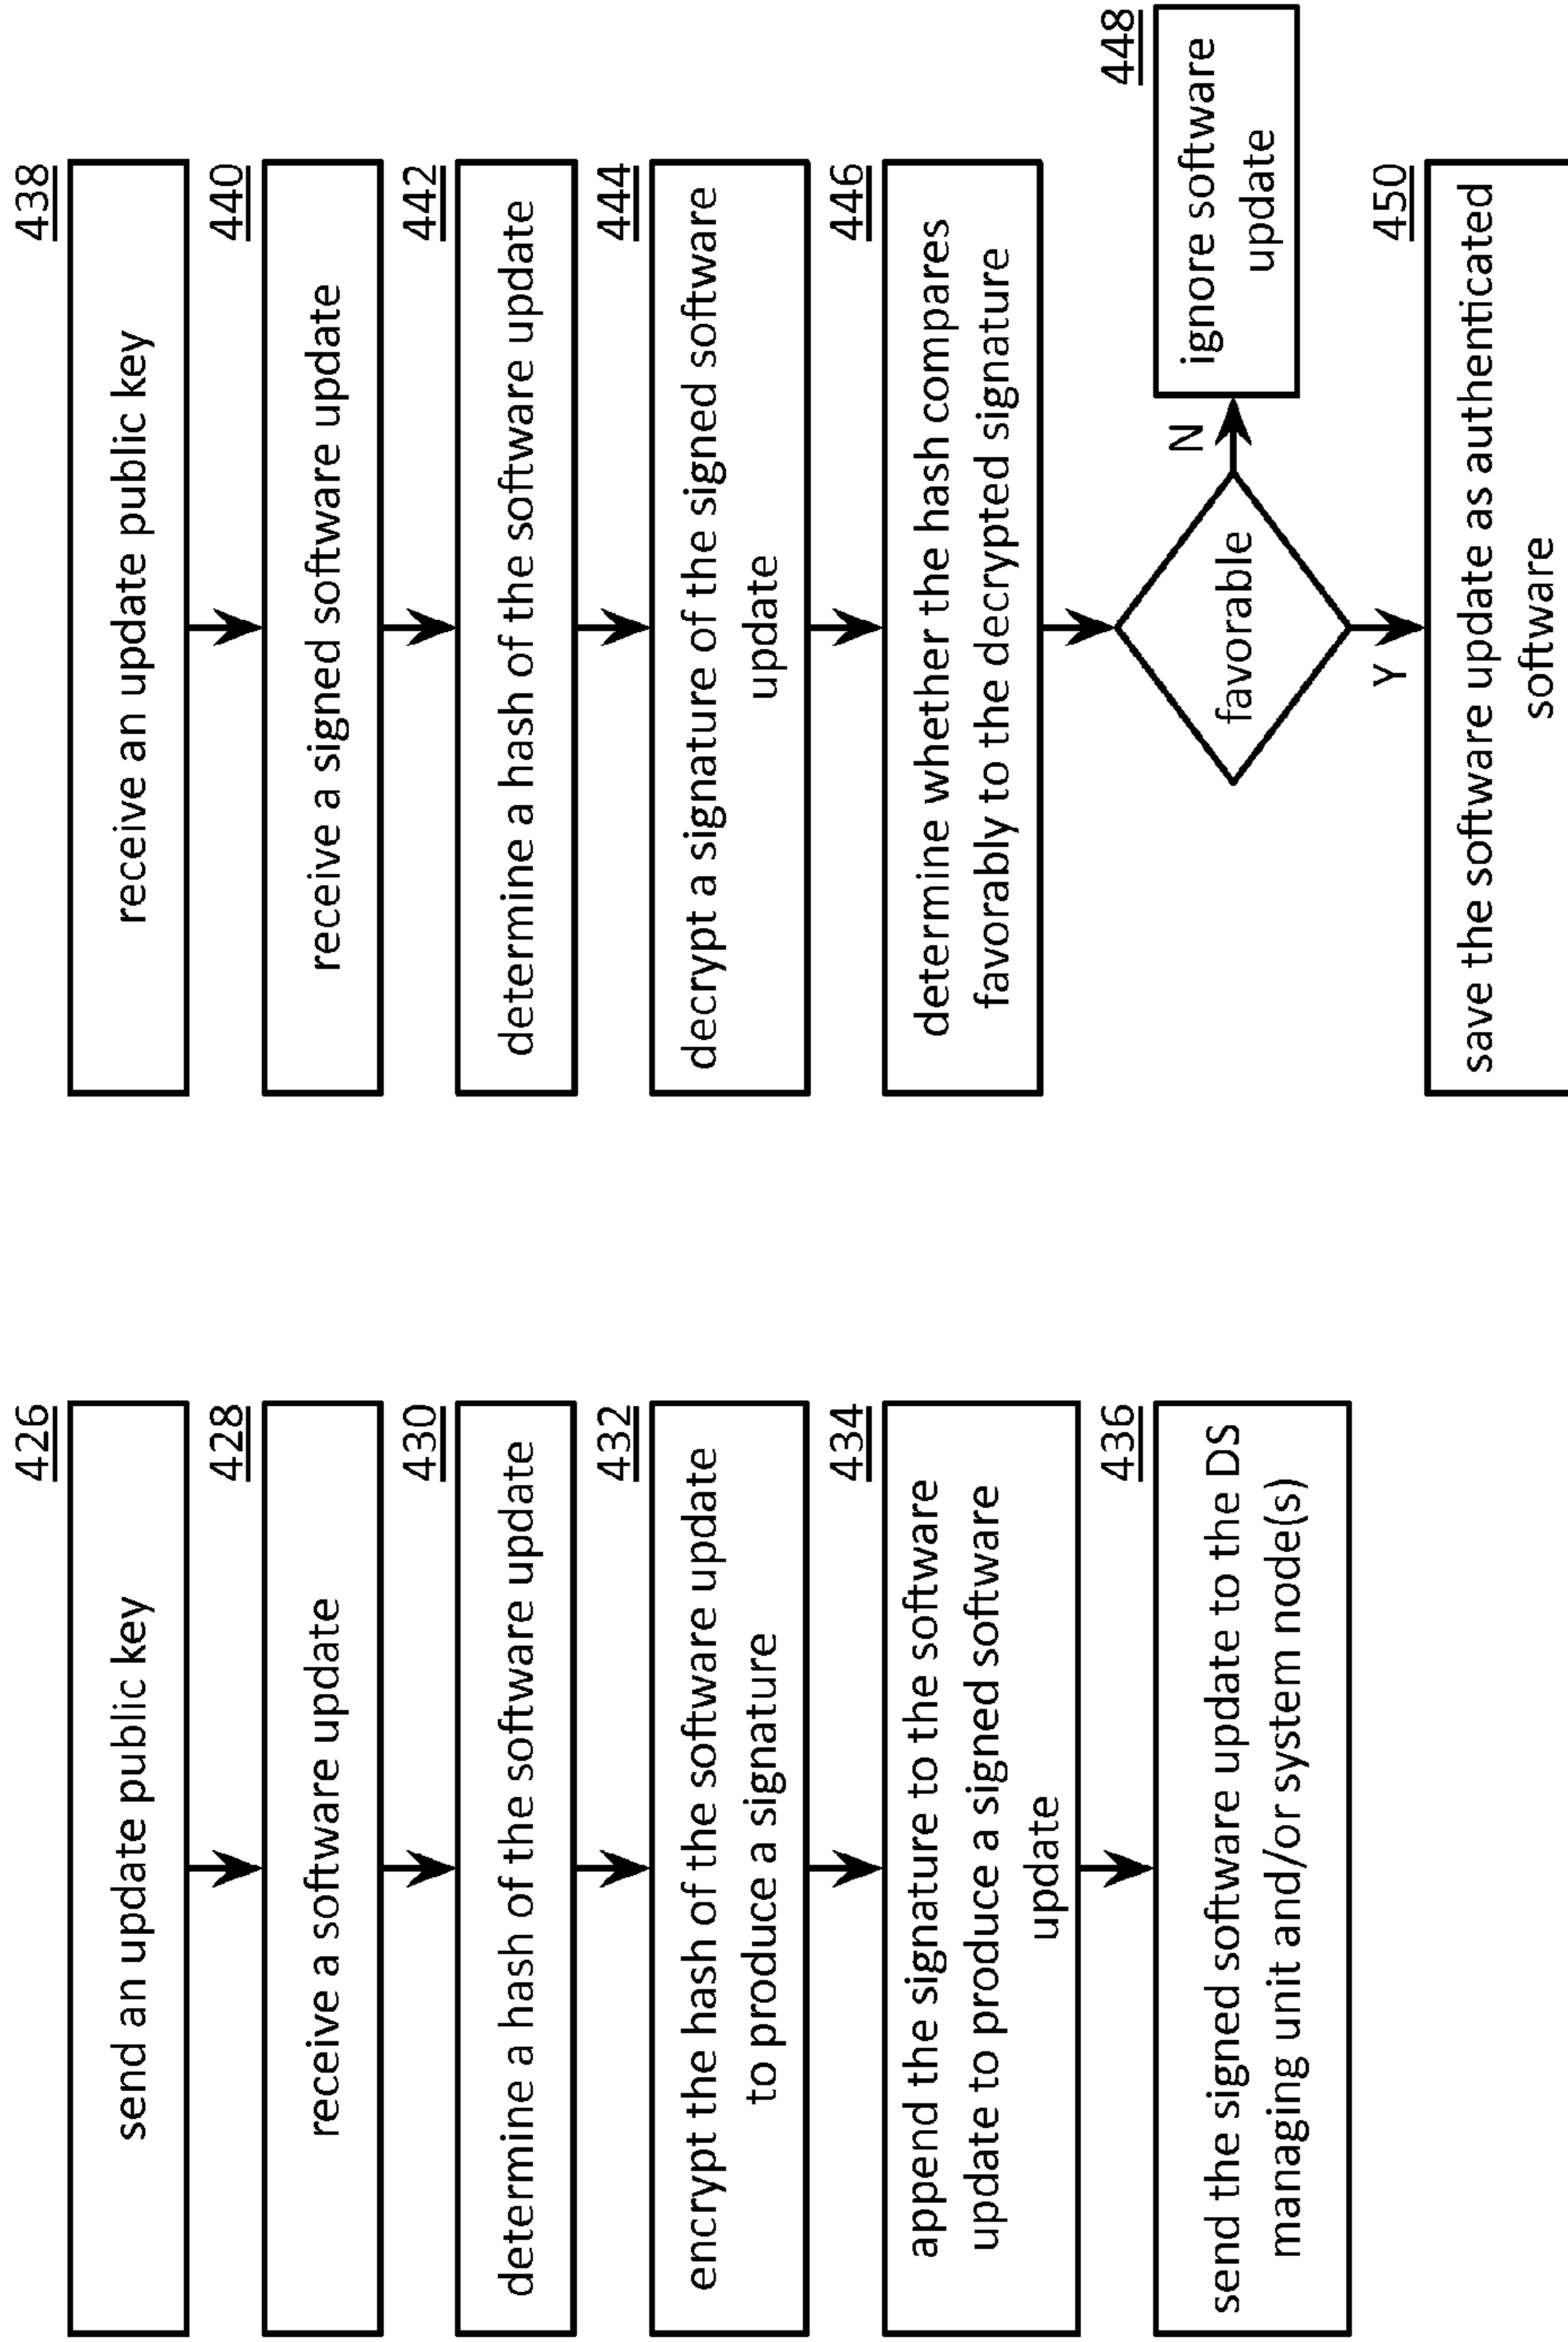 426
send an update public key
428
receive a software update
430
determine a hash of the software update
432
encrypt the hash of the software update
to produce a signature
434
append the signature to the software
update to produce a signed software
update
436
send the signed software update to the DS
managing unit and/or system node(s)
438
receive an update public key
440
receive a signed software update
442
determine a hash of the software update
444
decrypt a signature of the signed software
update
446
determine whether the hash compares
favorably to the decrypted signature
favorable
N
448
ignore software
update
Y
450
save the software update as authenticated
software